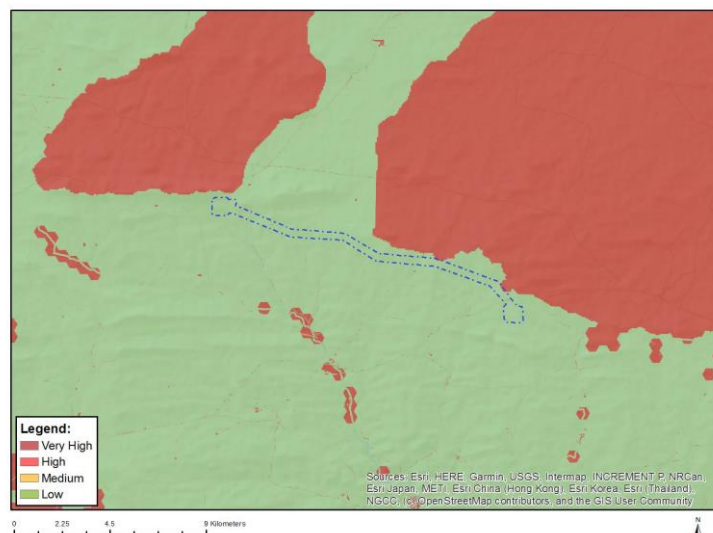 Legend:
Very High
High
Medium
Low
Sources: Esri, HERE, Garmin, USGS, Intermap, INCREMENT P, NRCan,
Esri Japan, METI, Esri China (Hong Kong), Esri Korea, Esri (Thailand),
NGCC, (c) OpenStreetMap contributors, and the GIS User Community
0 2.25 4.5 9 Kilometers
N